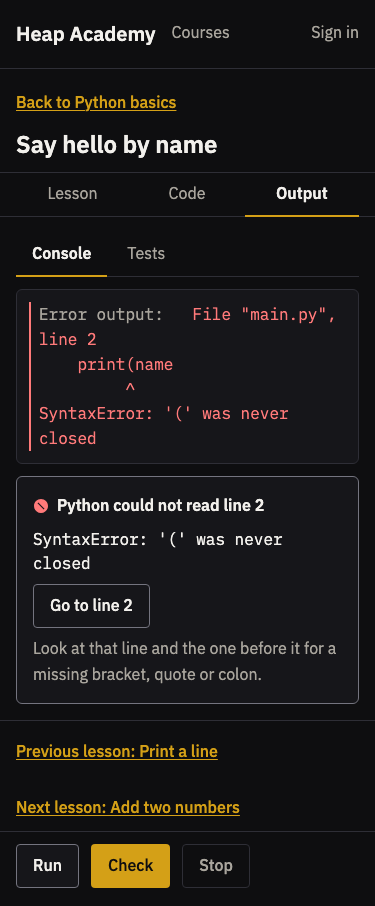 Heap Academy Courses Sign in
Back to Python basics
Say hello by name
Lesson Code Output
Console Tests
Error output:   File "main.py",
line 2
    print(name
         ^
SyntaxError: '(' was never
closed
Python could not read line 2
SyntaxError: '(' was never
closed
Go to line 2
Look at that line and the one before it for a
missing bracket, quote or colon.
Previous lesson: Print a line
Next lesson: Add two numbers
Run Check Stop